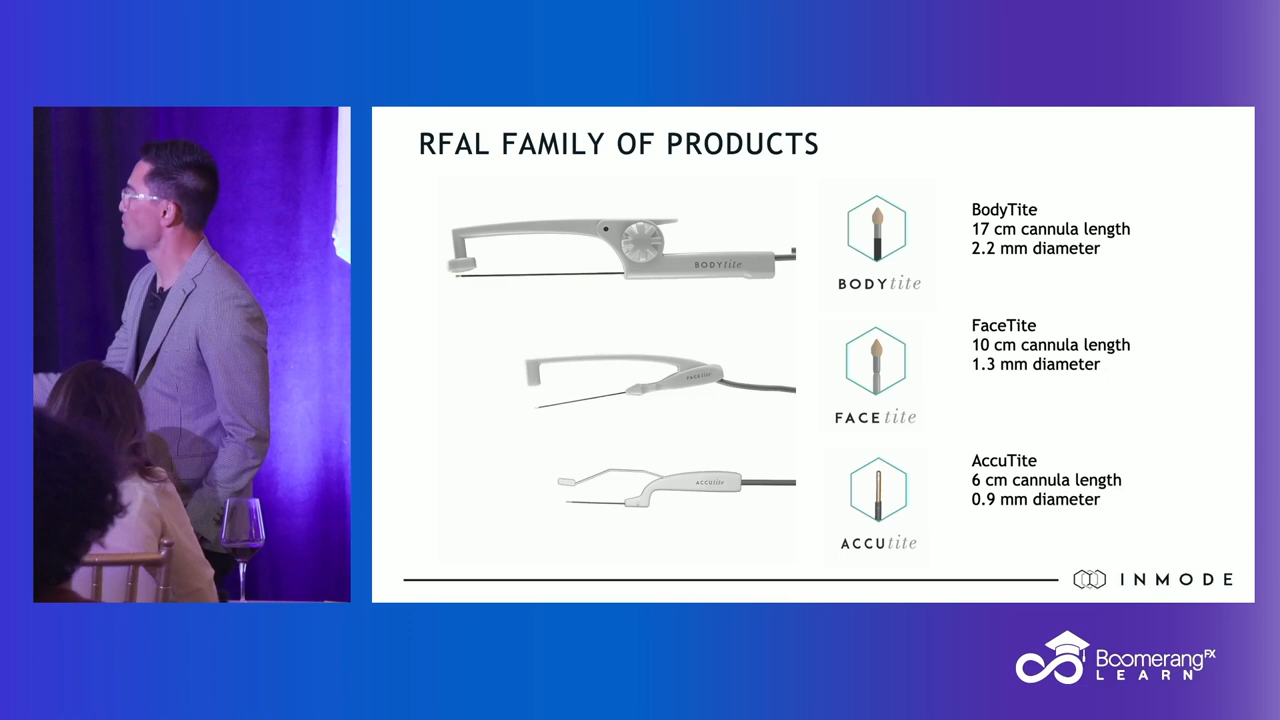 RFAL FAMILY OF PRODUCTS
BODYtite
BODYtite
BodyTite
17 cm cannula length
2.2 mm diameter
FACEtite
FACEtite
FaceTite
10 cm cannula length
1.3 mm diameter
ACCUtite
ACCUtite
AccuTite
6 cm cannula length
0.9 mm diameter
INMODE
BoomerangFX
LEARN